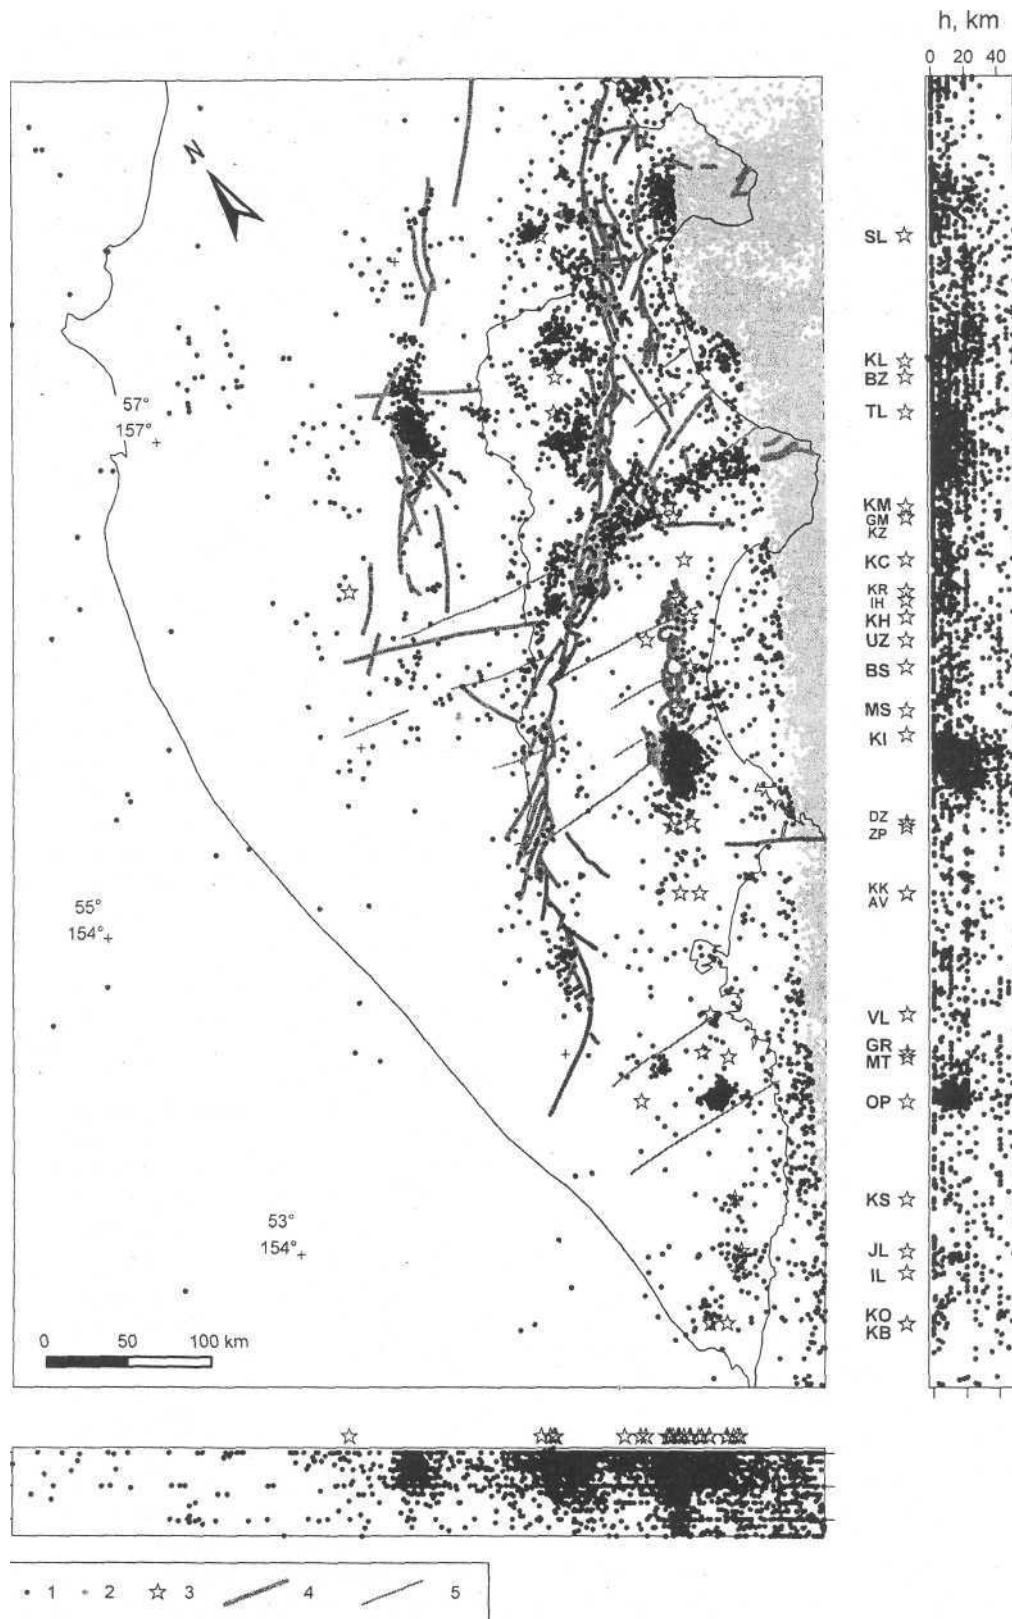 h, km
0 20 40
N
SL
KL
BZ
57°
157°
TL
KM
GM
KZ
KC
KR
IH
KH
UZ
BS
MS
KI
DZ
ZP
KK
AV
55°
154°
VL
GR
MT
OP
KS
53°
154°
JL
IL
KO
KB
0 50 100 km
1 2 3 4 5